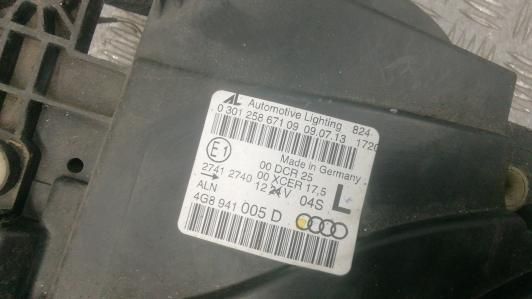 AL Automotive Lighting 824
0 301 258 671 09 09.07.13 1720
Made in Germany
E1 00 DCR 25
2741 2740 00 XCER 17,5
ALN 12 V 04S L
4G8 941 005 D